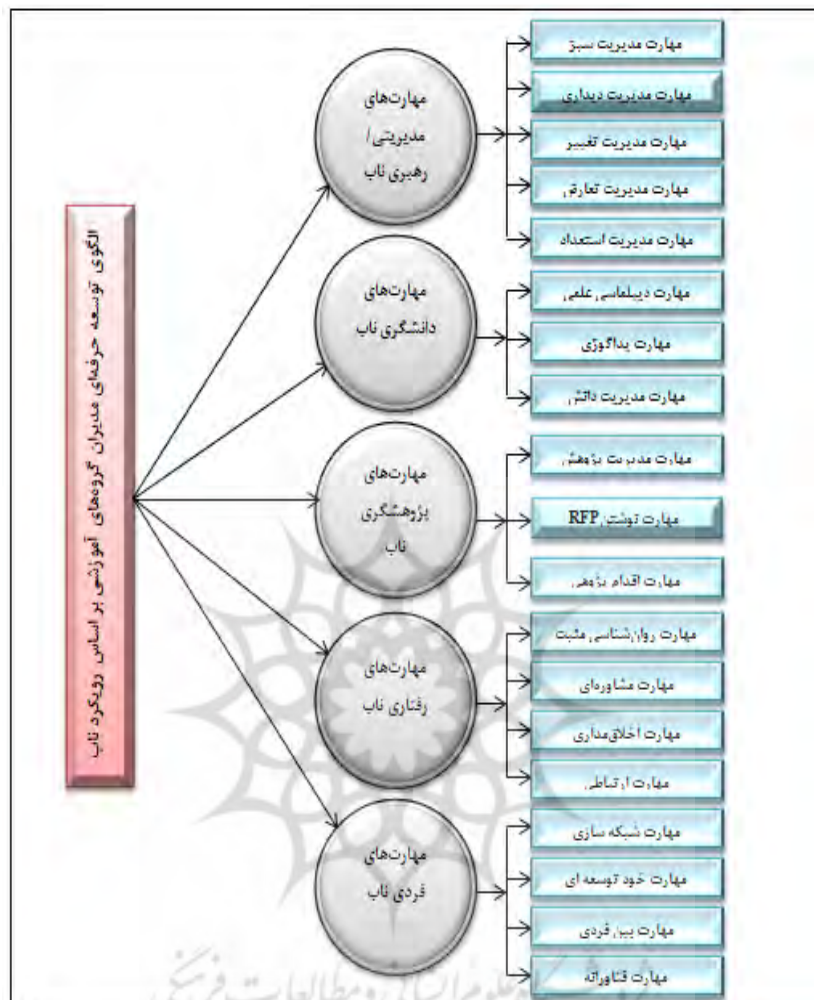 الگوی توسعه حرفه‌ای مدیران گروه‌های آموزشی بر اساس رویکرد ناب
مهارت‌های
مدیریتی/
رهبری ناب
مهارت مدیریت سبز
مهارت مدیریت دیداری
مهارت مدیریت تغییر
مهارت مدیریت تعارض
مهارت مدیریت استعداد
مهارت‌های
دانشگری ناب
مهارت دیپلماسی علمی
مهارت پداگوژی
مهارت مدیریت دانش
مهارت‌های
پژوهشگری
ناب
مهارت مدیریت پژوهش
مهارت نوشتن RFP
مهارت اقدام پژوهی
مهارت‌های
رفتاری ناب
مهارت روان‌شناسی مثبت
مهارت مشاوره‌ای
مهارت اخلاق‌مداری
مهارت ارتباطی
مهارت‌های
فردی ناب
مهارت شبکه سازی
مهارت خود توسعه ای
مهارت بین فردی
مهارت فناورانه
علوم انسانی و مطالعات فرهنگی